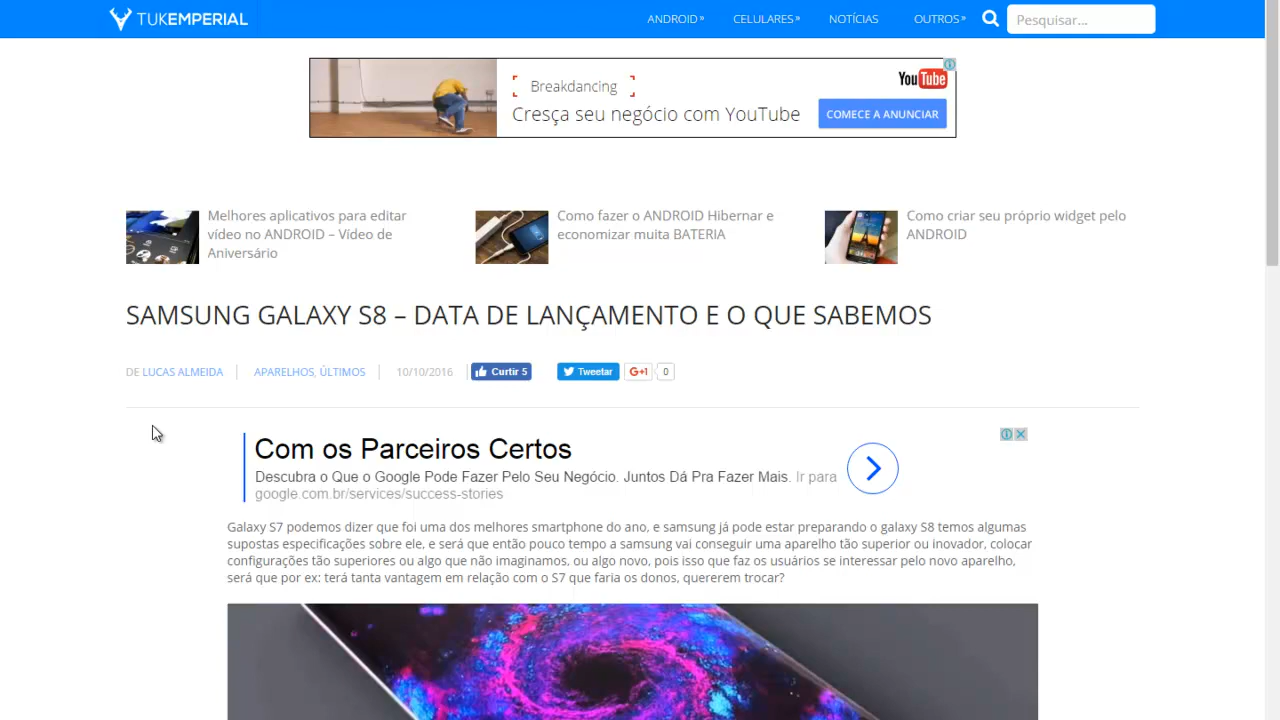 TUKEMPERIAL
ANDROID»
CELULARES»
NOTÍCIAS
OUTROS»
Pesquisar...
Breakdancing
Cresça seu negócio com YouTube
YouTube
COMECE A ANUNCIAR
Melhores aplicativos para editar
vídeo no ANDROID – Vídeo de
Aniversário
Como fazer o ANDROID Hibernar e
economizar muita BATERIA
Como criar seu próprio widget pelo
ANDROID
SAMSUNG GALAXY S8 – DATA DE LANÇAMENTO E O QUE SABEMOS
DE LUCAS ALMEIDA
APARELHOS, ÚLTIMOS
10/10/2016
Curtir 5
Tweetar
G+1
0
Com os Parceiros Certos
Descubra o Que o Google Pode Fazer Pelo Seu Negócio. Juntos Dá Pra Fazer Mais. Ir para
google.com.br/services/success-stories
Galaxy S7 podemos dizer que foi uma dos melhores smartphone do ano, e samsung já pode estar preparando o galaxy S8 temos algumas
supostas especificações sobre ele, e será que então pouco tempo a samsung vai conseguir uma aparelho tão superior ou inovador, colocar
configurações tão superiores ou algo que não imaginamos, ou algo novo, pois isso que faz os usuários se interessar pelo novo aparelho,
será que por ex: terá tanta vantagem em relação com o S7 que faria os donos, quererem trocar?